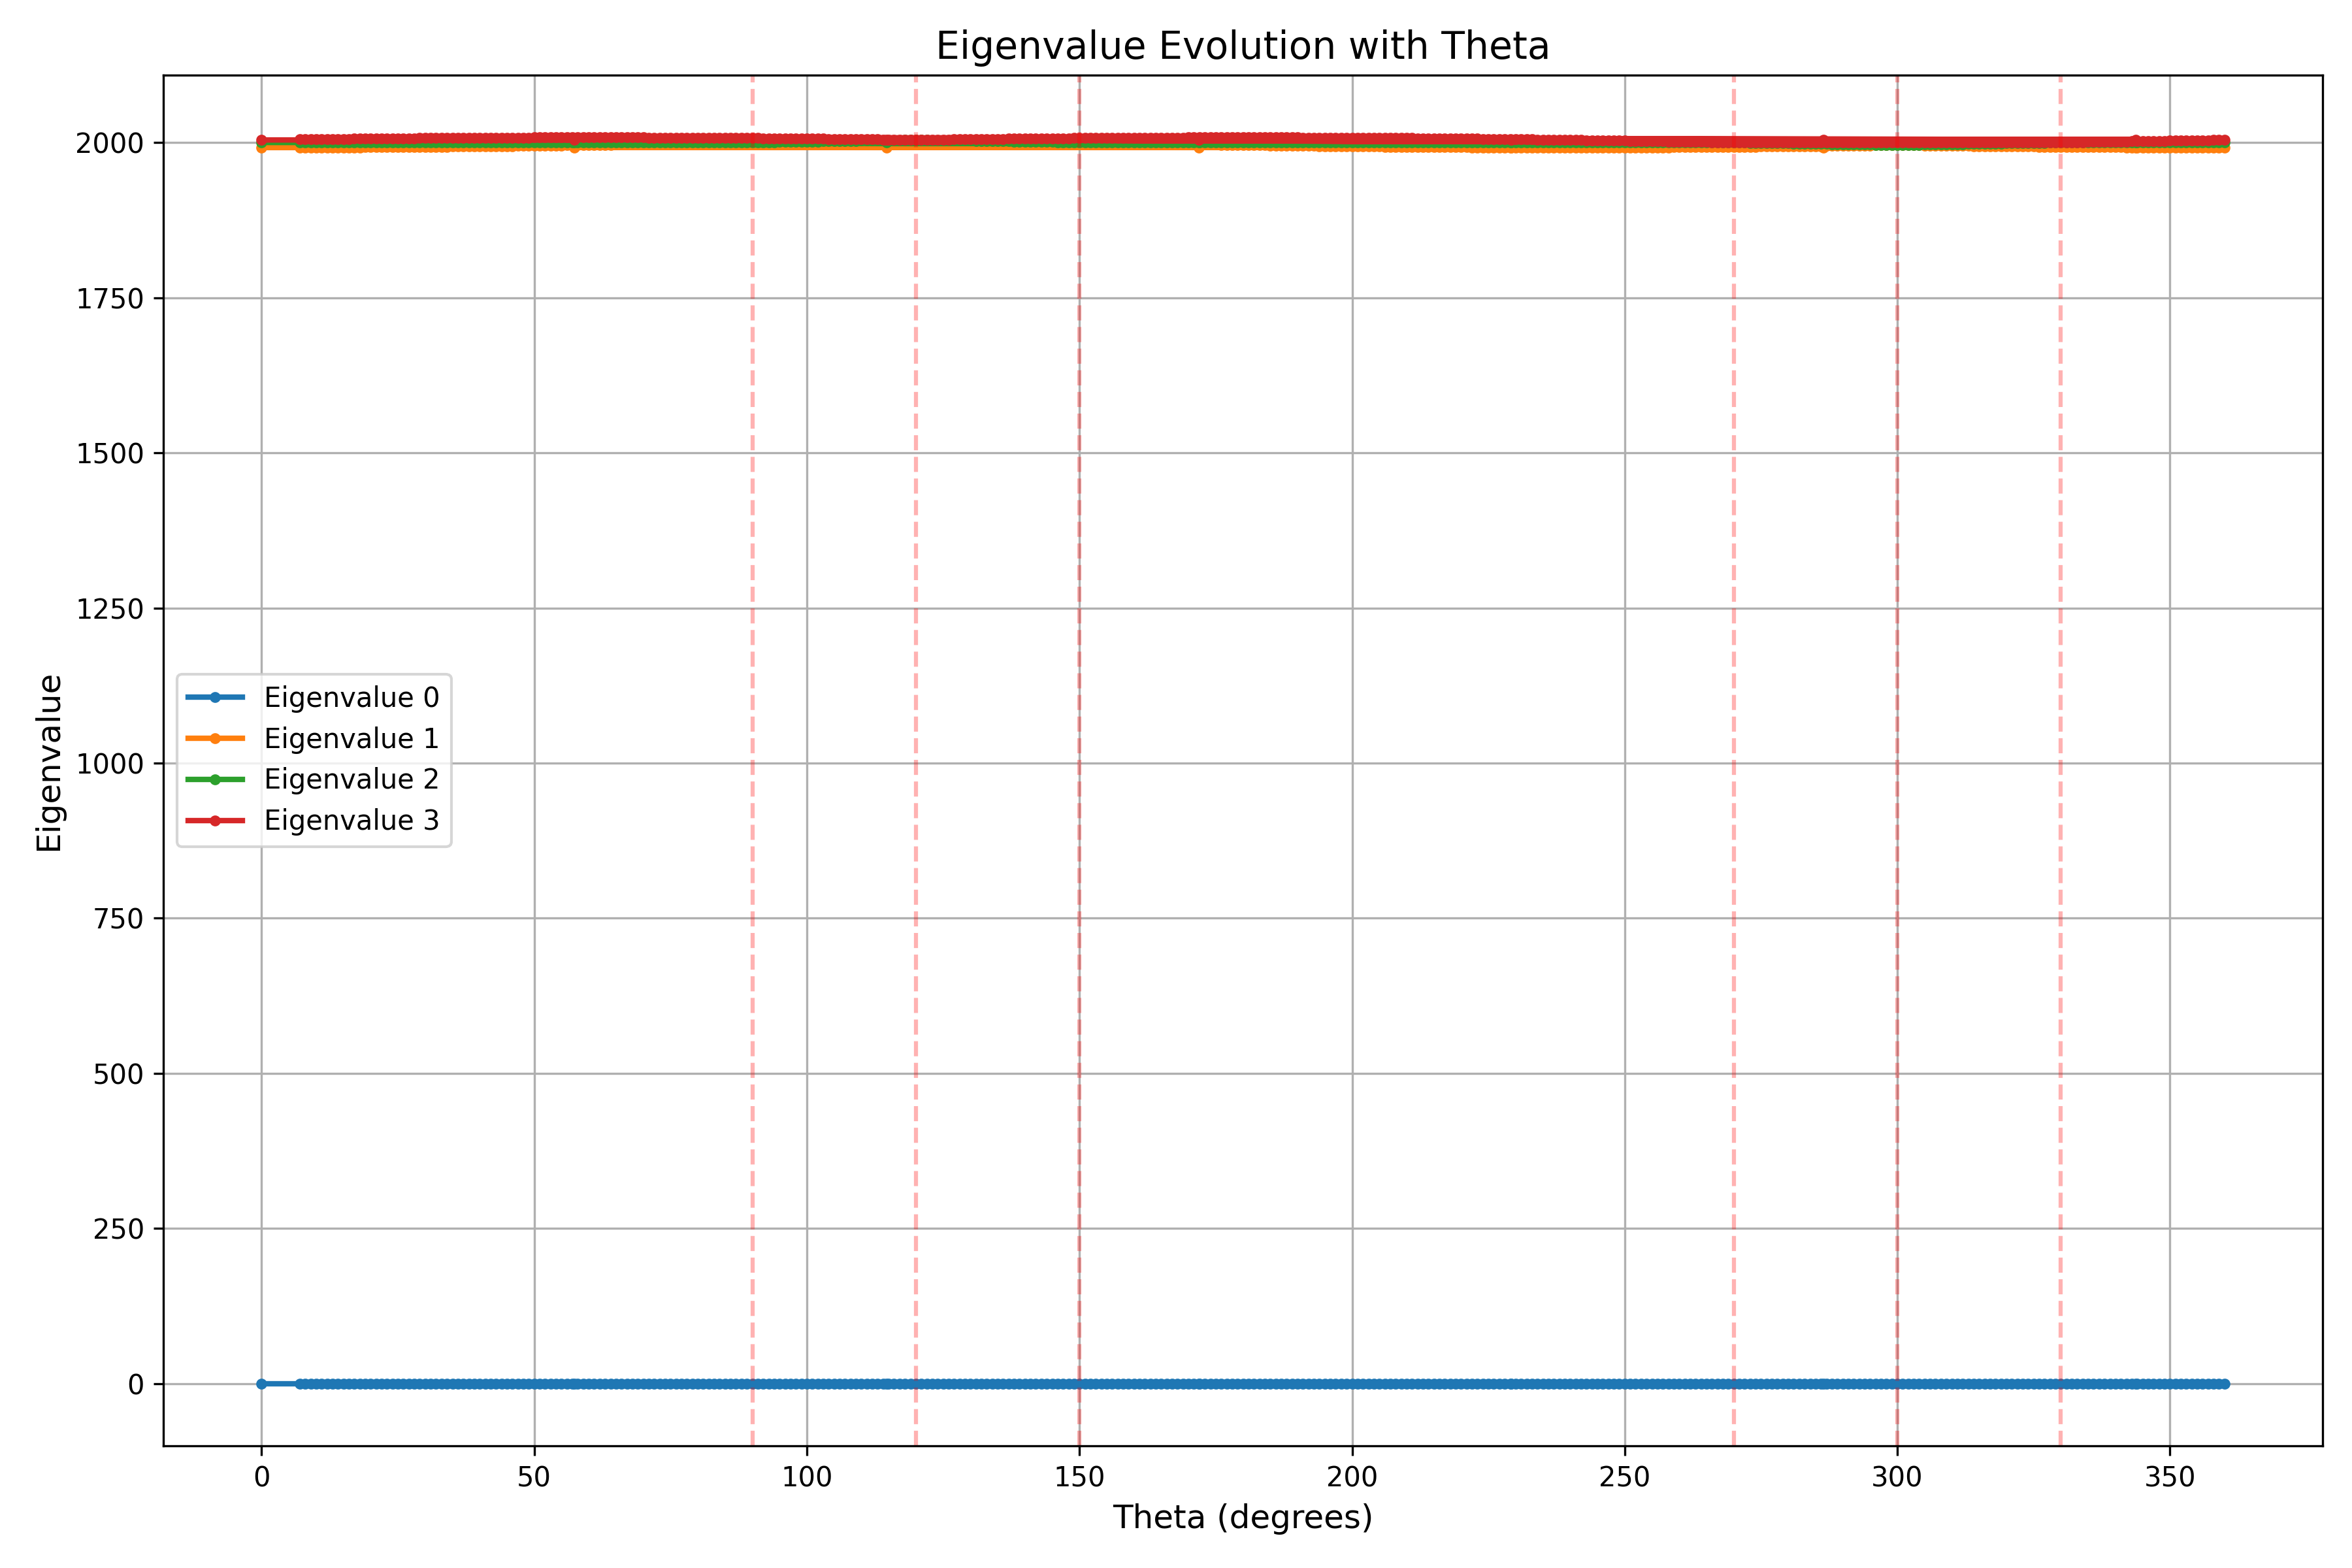 Eigenvalue Evolution with Theta
Eigenvalue
2000
1750
1500
1250
1000
750
500
250
0
Eigenvalue 0
Eigenvalue 1
Eigenvalue 2
Eigenvalue 3
0 50 100 150 200 250 300 350
Theta (degrees)